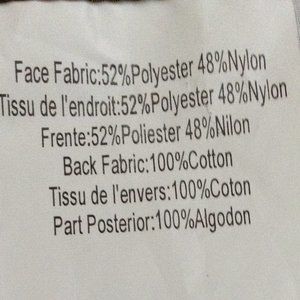 Face Fabric:52%Polyester 48%Nylon
Tissu de l'endroit:52%Polyester 48%Nylon
Frente:52%Poliester 48%Nilon
Back Fabric:100%Cotton
Tissu de l'envers:100%Coton
Part Posterior:100%Algodon